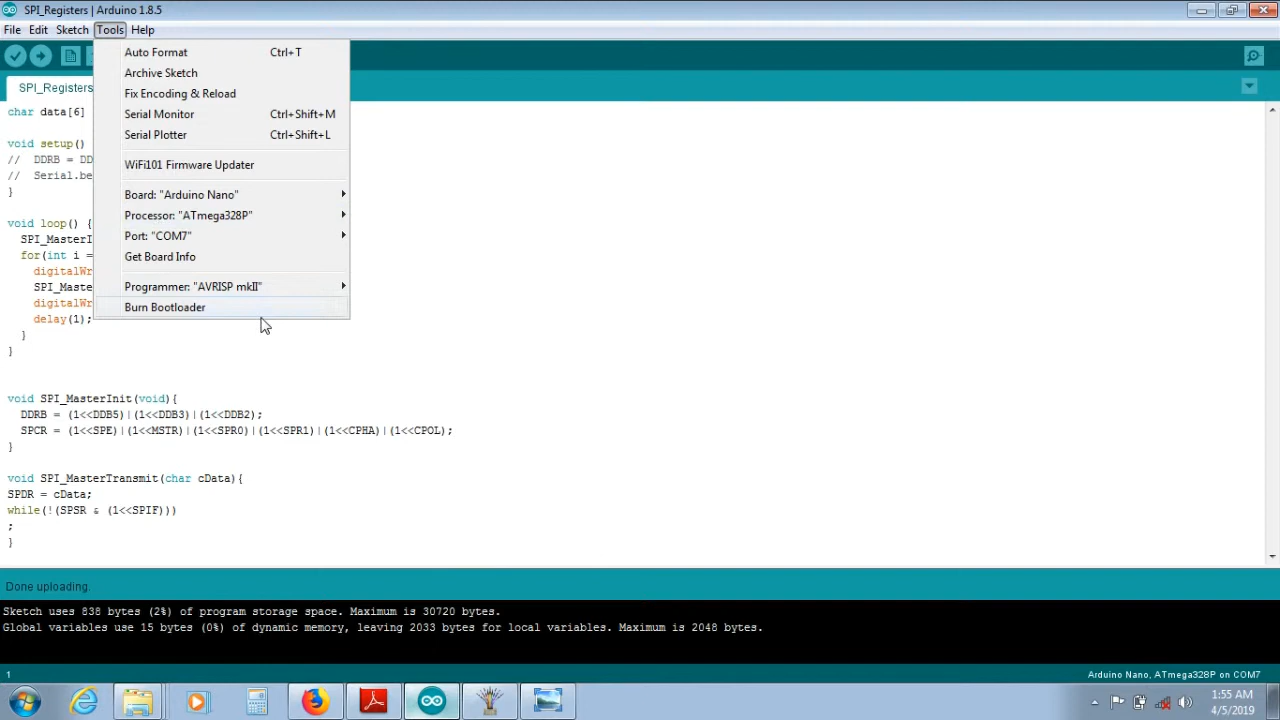 SPI_Registers | Arduino 1.8.5
File Edit Sketch Tools Help
Auto Format Ctrl+T
SPI_Registers
Archive Sketch
Fix Encoding & Reload
Serial Monitor Ctrl+Shift+M
Serial Plotter Ctrl+Shift+L
WiFi101 Firmware Updater
Board: "Arduino Nano"
Processor: "ATmega328P"
Port: "COM7"
Get Board Info
Programmer: "AVRISP mkII"
Burn Bootloader
char data[6]
void setup()
// DDRB = DD
// Serial.be
}
void loop() {
SPI_MasterI
for(int i =
digitalWr
SPI_Maste
digitalWr
delay(1);
}
}
void SPI_MasterInit(void){
DDRB = (1<<DDB5)|(1<<DDB3)|(1<<DDB2);
SPCR = (1<<SPE)|(1<<MSTR)|(1<<SPR0)|(1<<SPR1)|(1<<CPHA)|(1<<CPOL);
}
void SPI_MasterTransmit(char cData){
SPDR = cData;
while(!(SPSR & (1<<SPIF)))
;
}
Done uploading.
Sketch uses 838 bytes (2%) of program storage space. Maximum is 30720 bytes.
Global variables use 15 bytes (0%) of dynamic memory, leaving 2033 bytes for local variables. Maximum is 2048 bytes.
1 Arduino Nano, ATmega328P on COM7
1:55 AM
4/5/2019